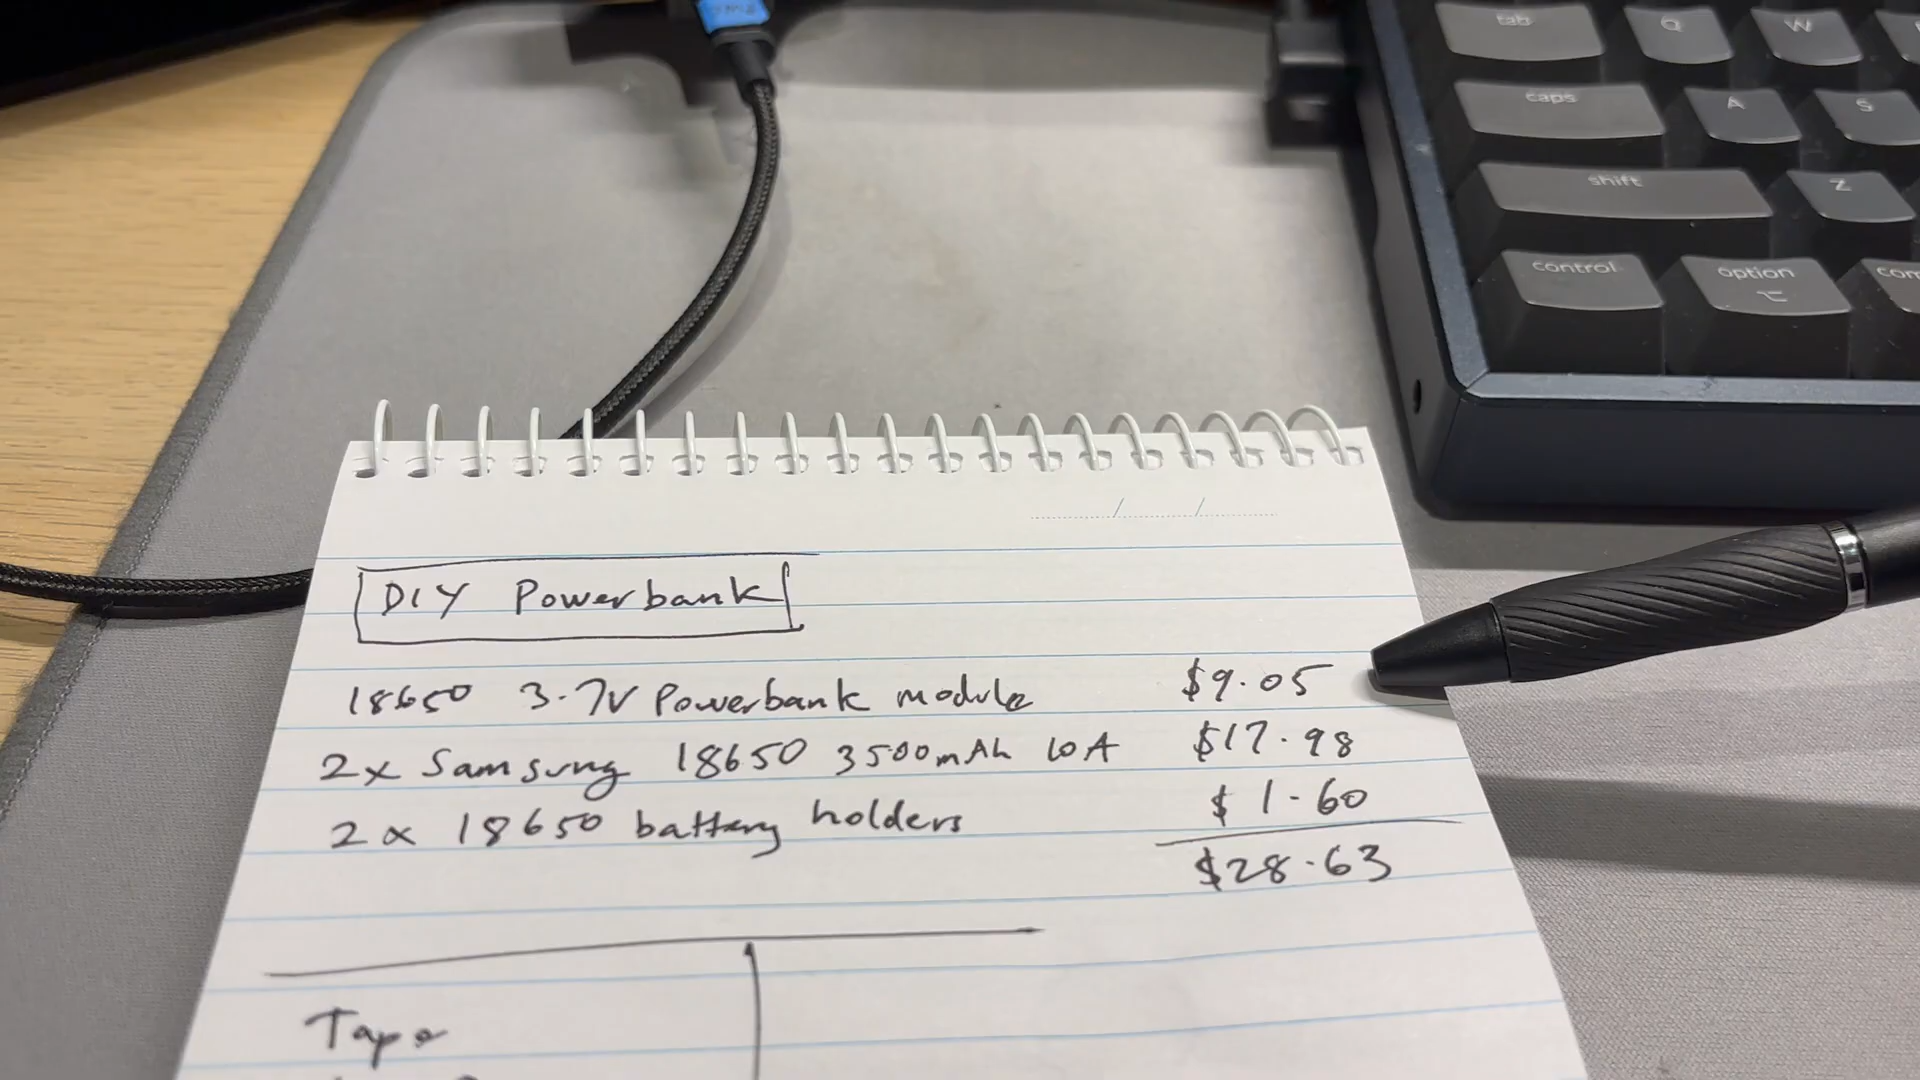 tab Q W
caps A S
shift Z
control option
DIY Powerbank
18650 3.7V Powerbank module $9.05
2x Samsung 18650 3500mAh 10A $17.98
2x 18650 battery holders $1.60
$28.63
Tape